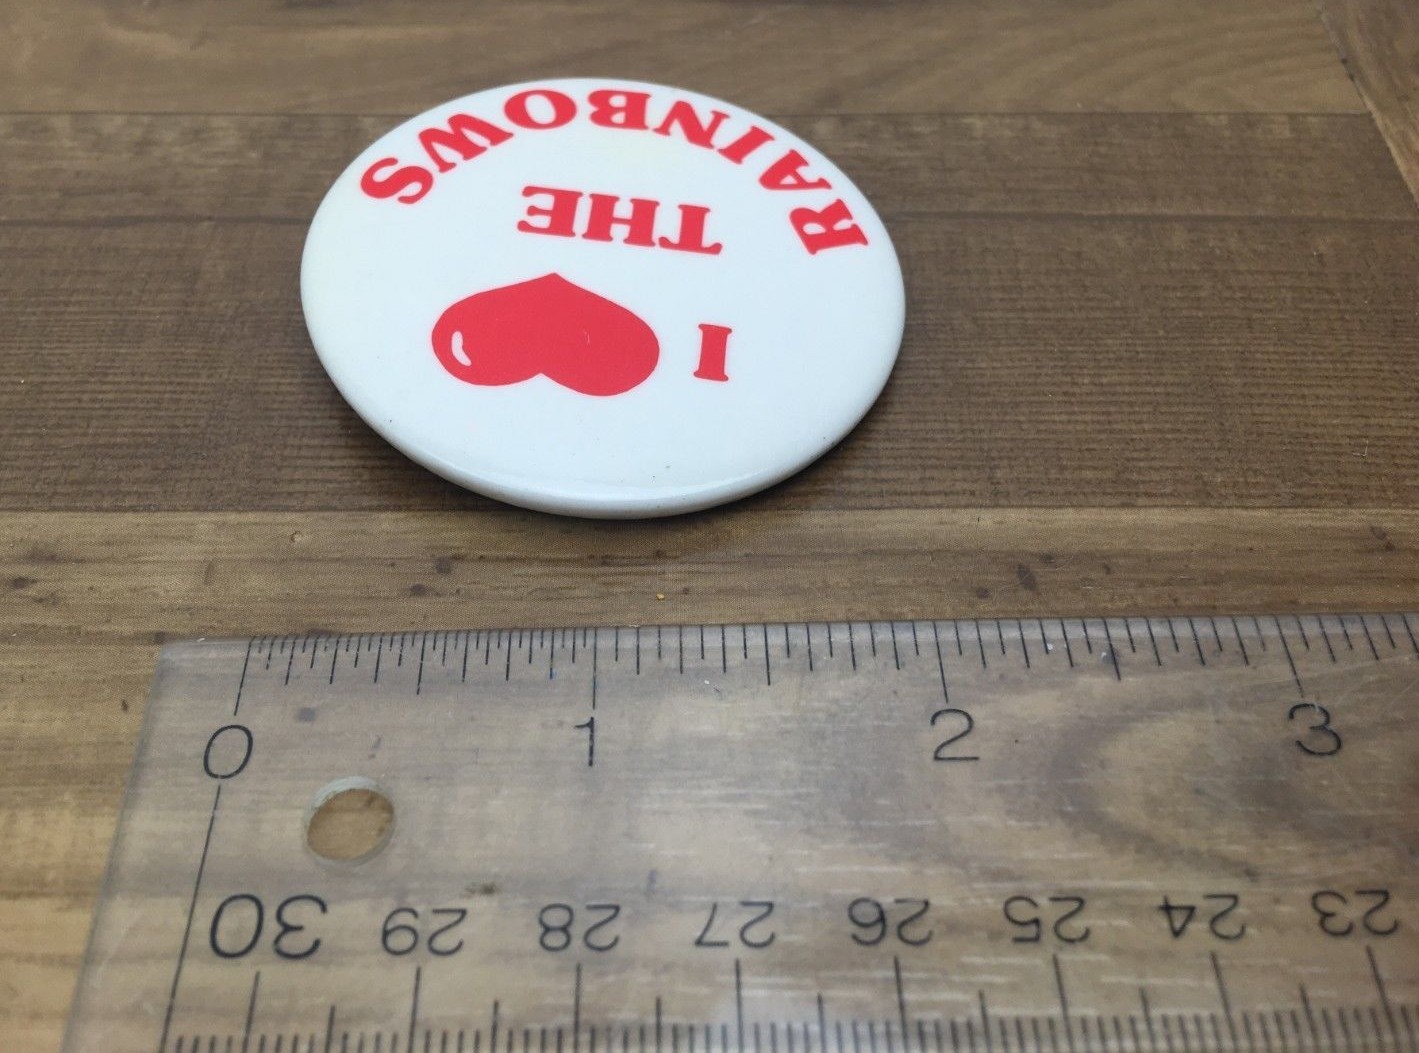 I
THE
RAINBOWS
0 1 2 3
30 29 28 27 26 25 24 23